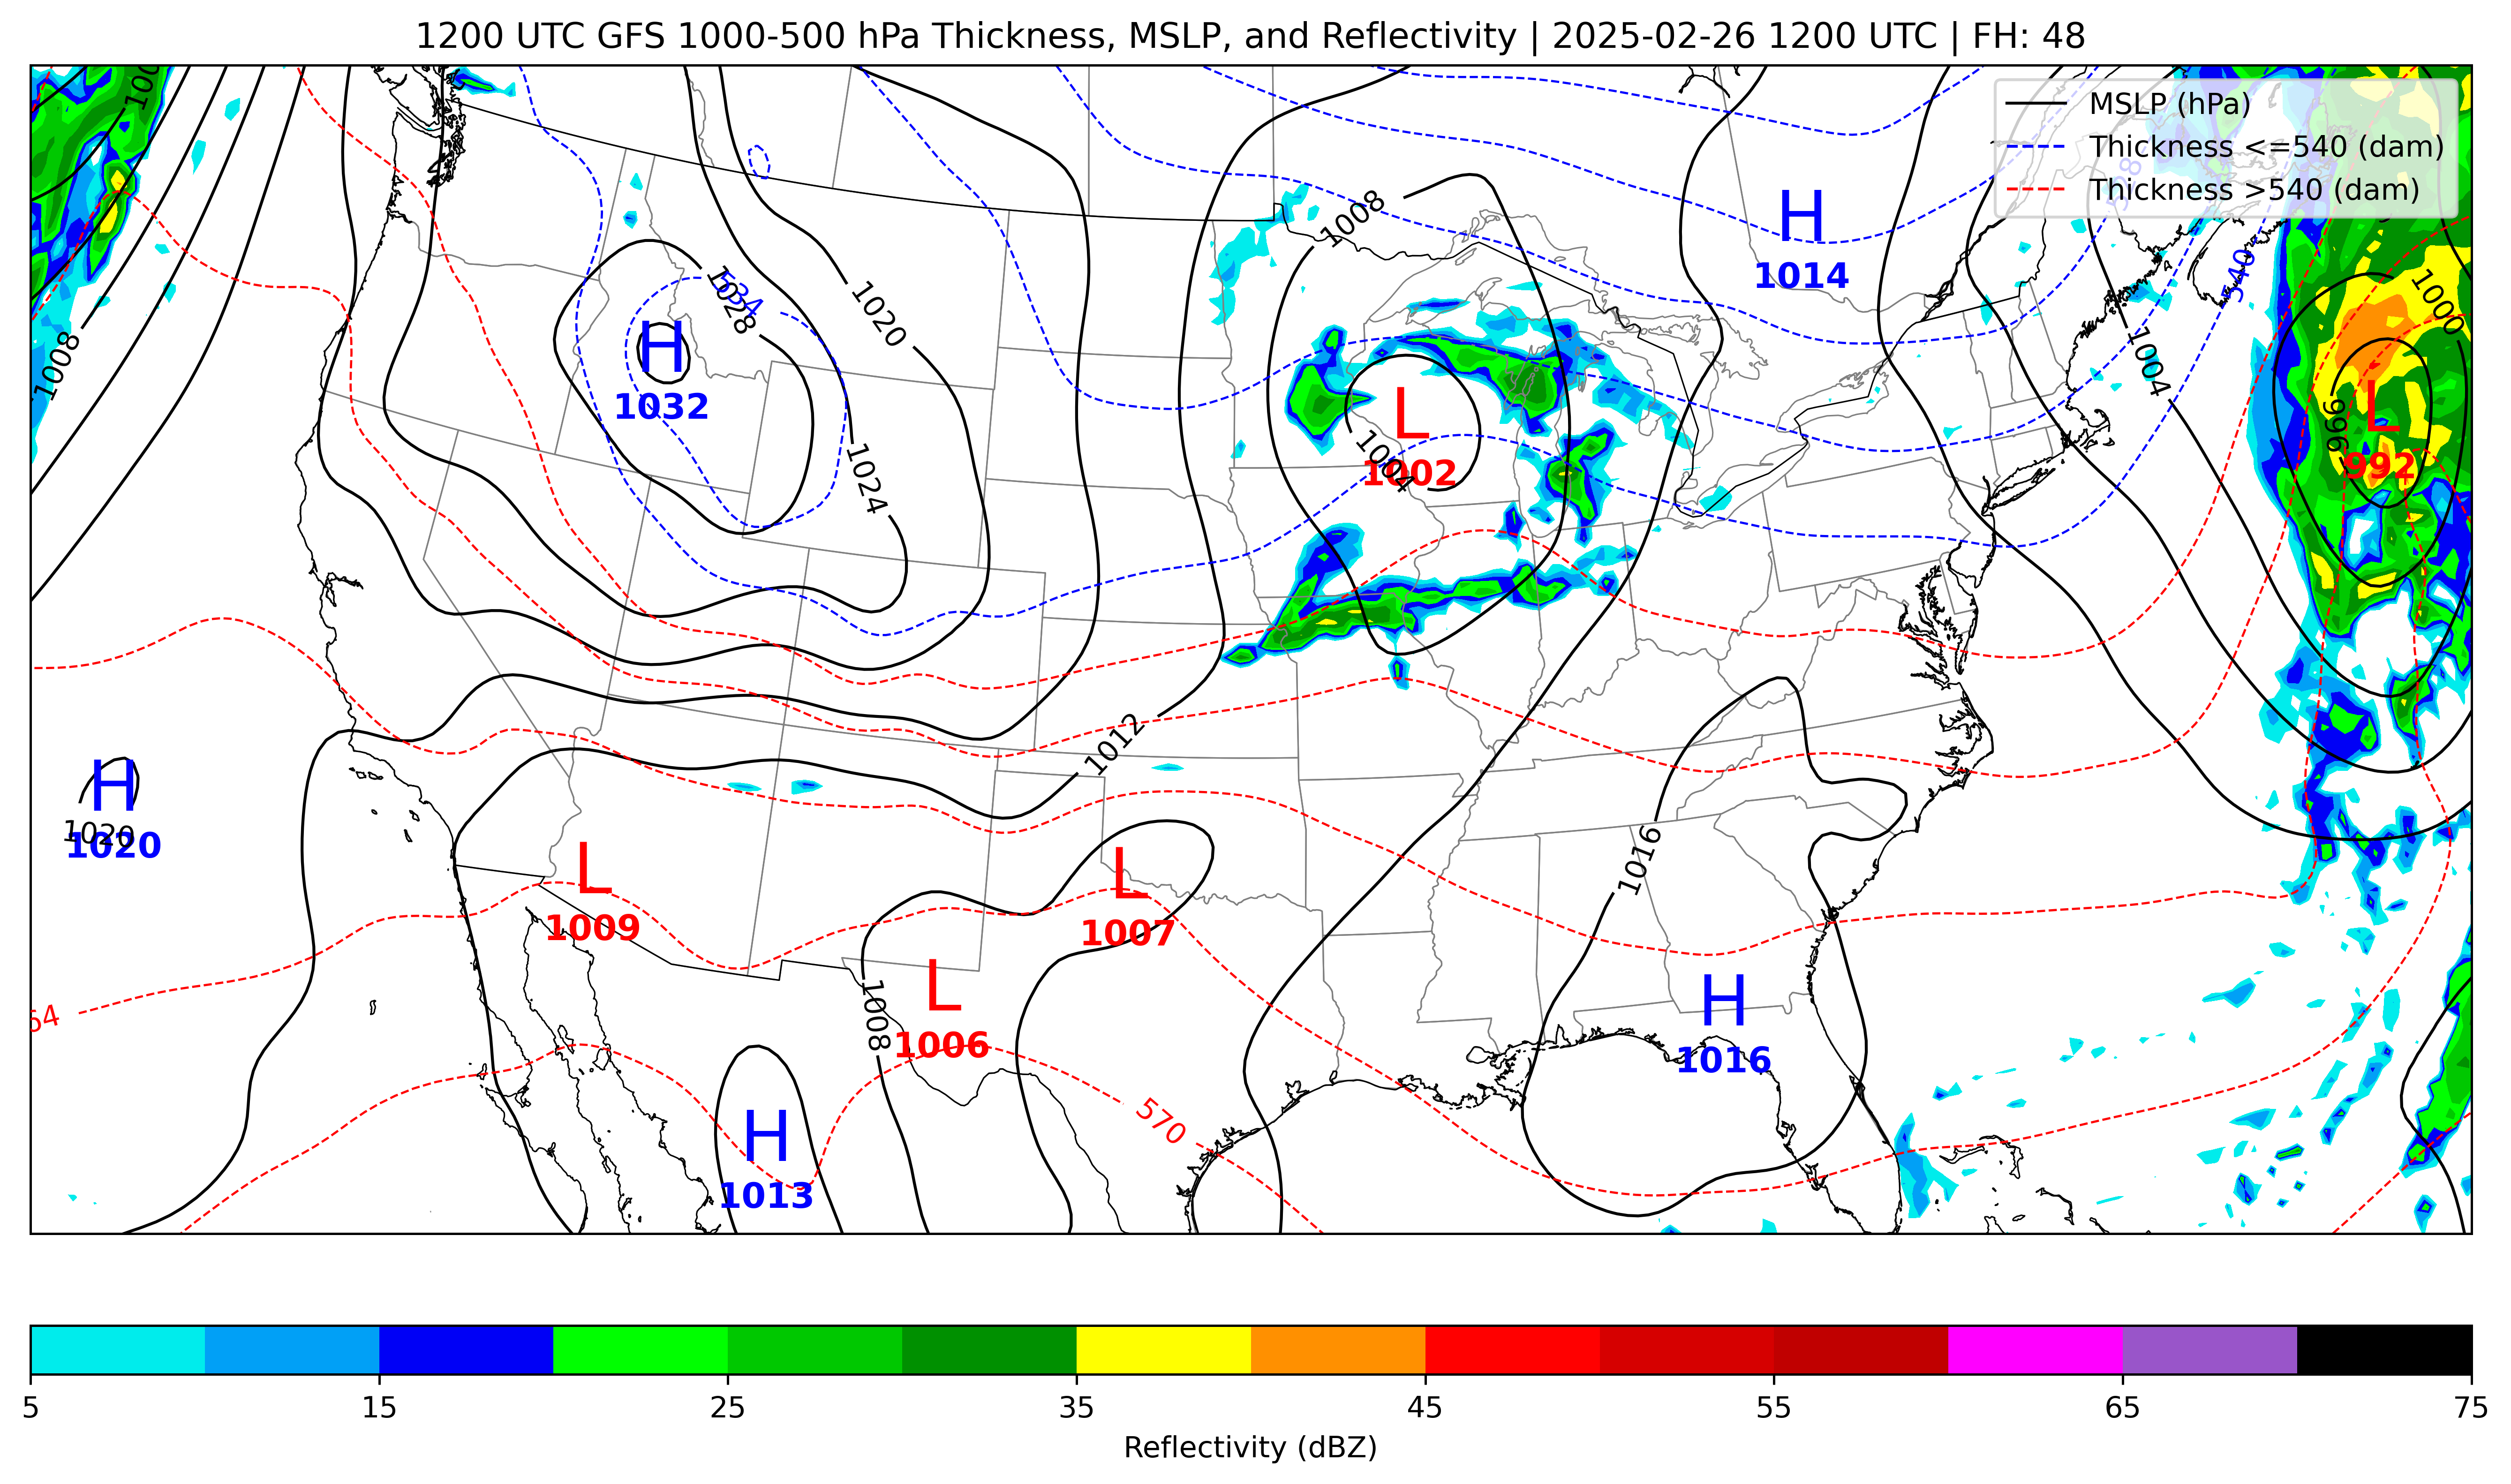 1200 UTC GFS 1000-500 hPa Thickness, MSLP, and Reflectivity | 2025-02-26 1200 UTC | FH: 48
MSLP (hPa)
Thickness <=540 (dam)
Thickness >540 (dam)
1008
H
1014
1028
534
1020
540
1000
1004
1008
H
1032
L
1002
1004
996
L
992
1024
1012
H
1020
1020
1016
L
1009
L
1007
L
1006
1008
H
1016
54
570
H
1013
5 15 25 35 45 55 65 75
Reflectivity (dBZ)